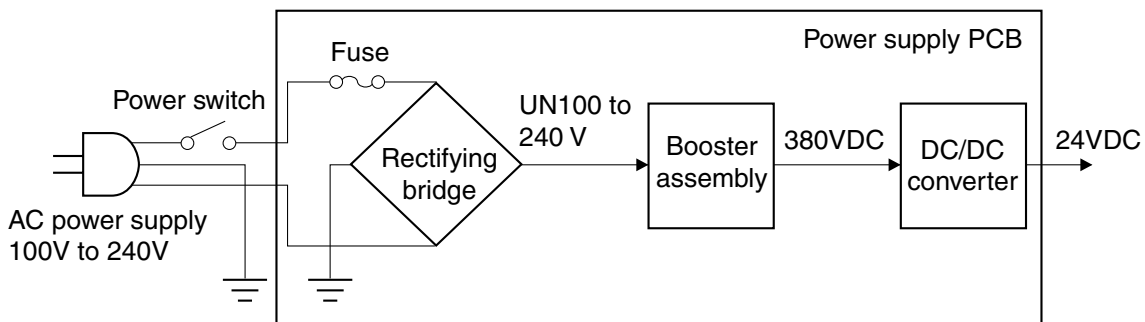 Power supply PCB
Fuse
Power switch
UN100 to
240 V
Rectifying
bridge
Booster
assembly
380VDC
DC/DC
converter
24VDC
AC power supply
100V to 240V